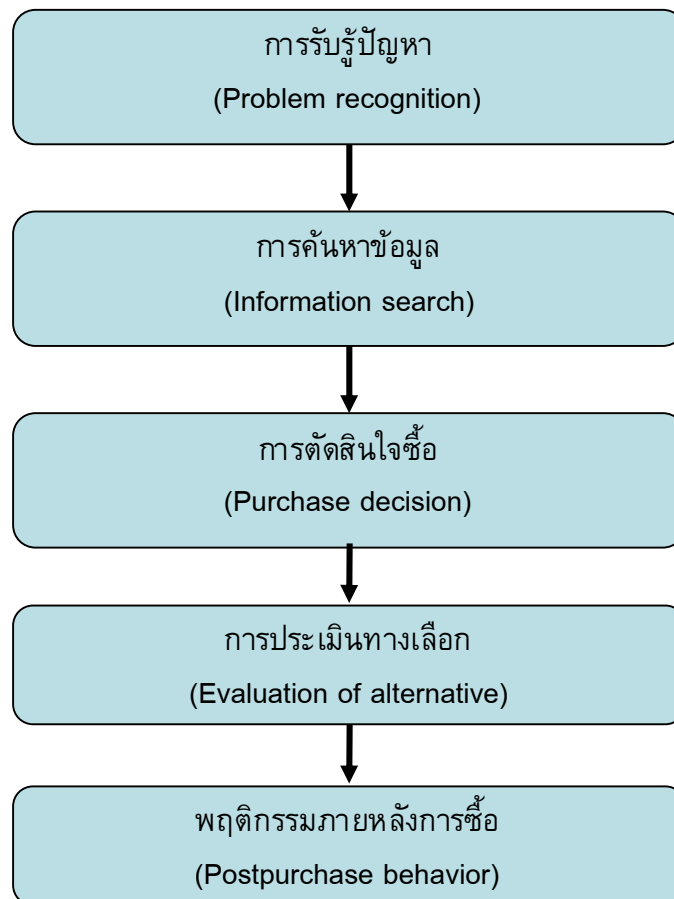 การรับรู้ปัญหา
(Problem recognition)
การค้นหาข้อมูล
(Information search)
การตัดสินใจซื้อ
(Purchase decision)
การประเมินทางเลือก
(Evaluation of alternative)
พฤติกรรมภายหลังการซื้อ
(Postpurchase behavior)